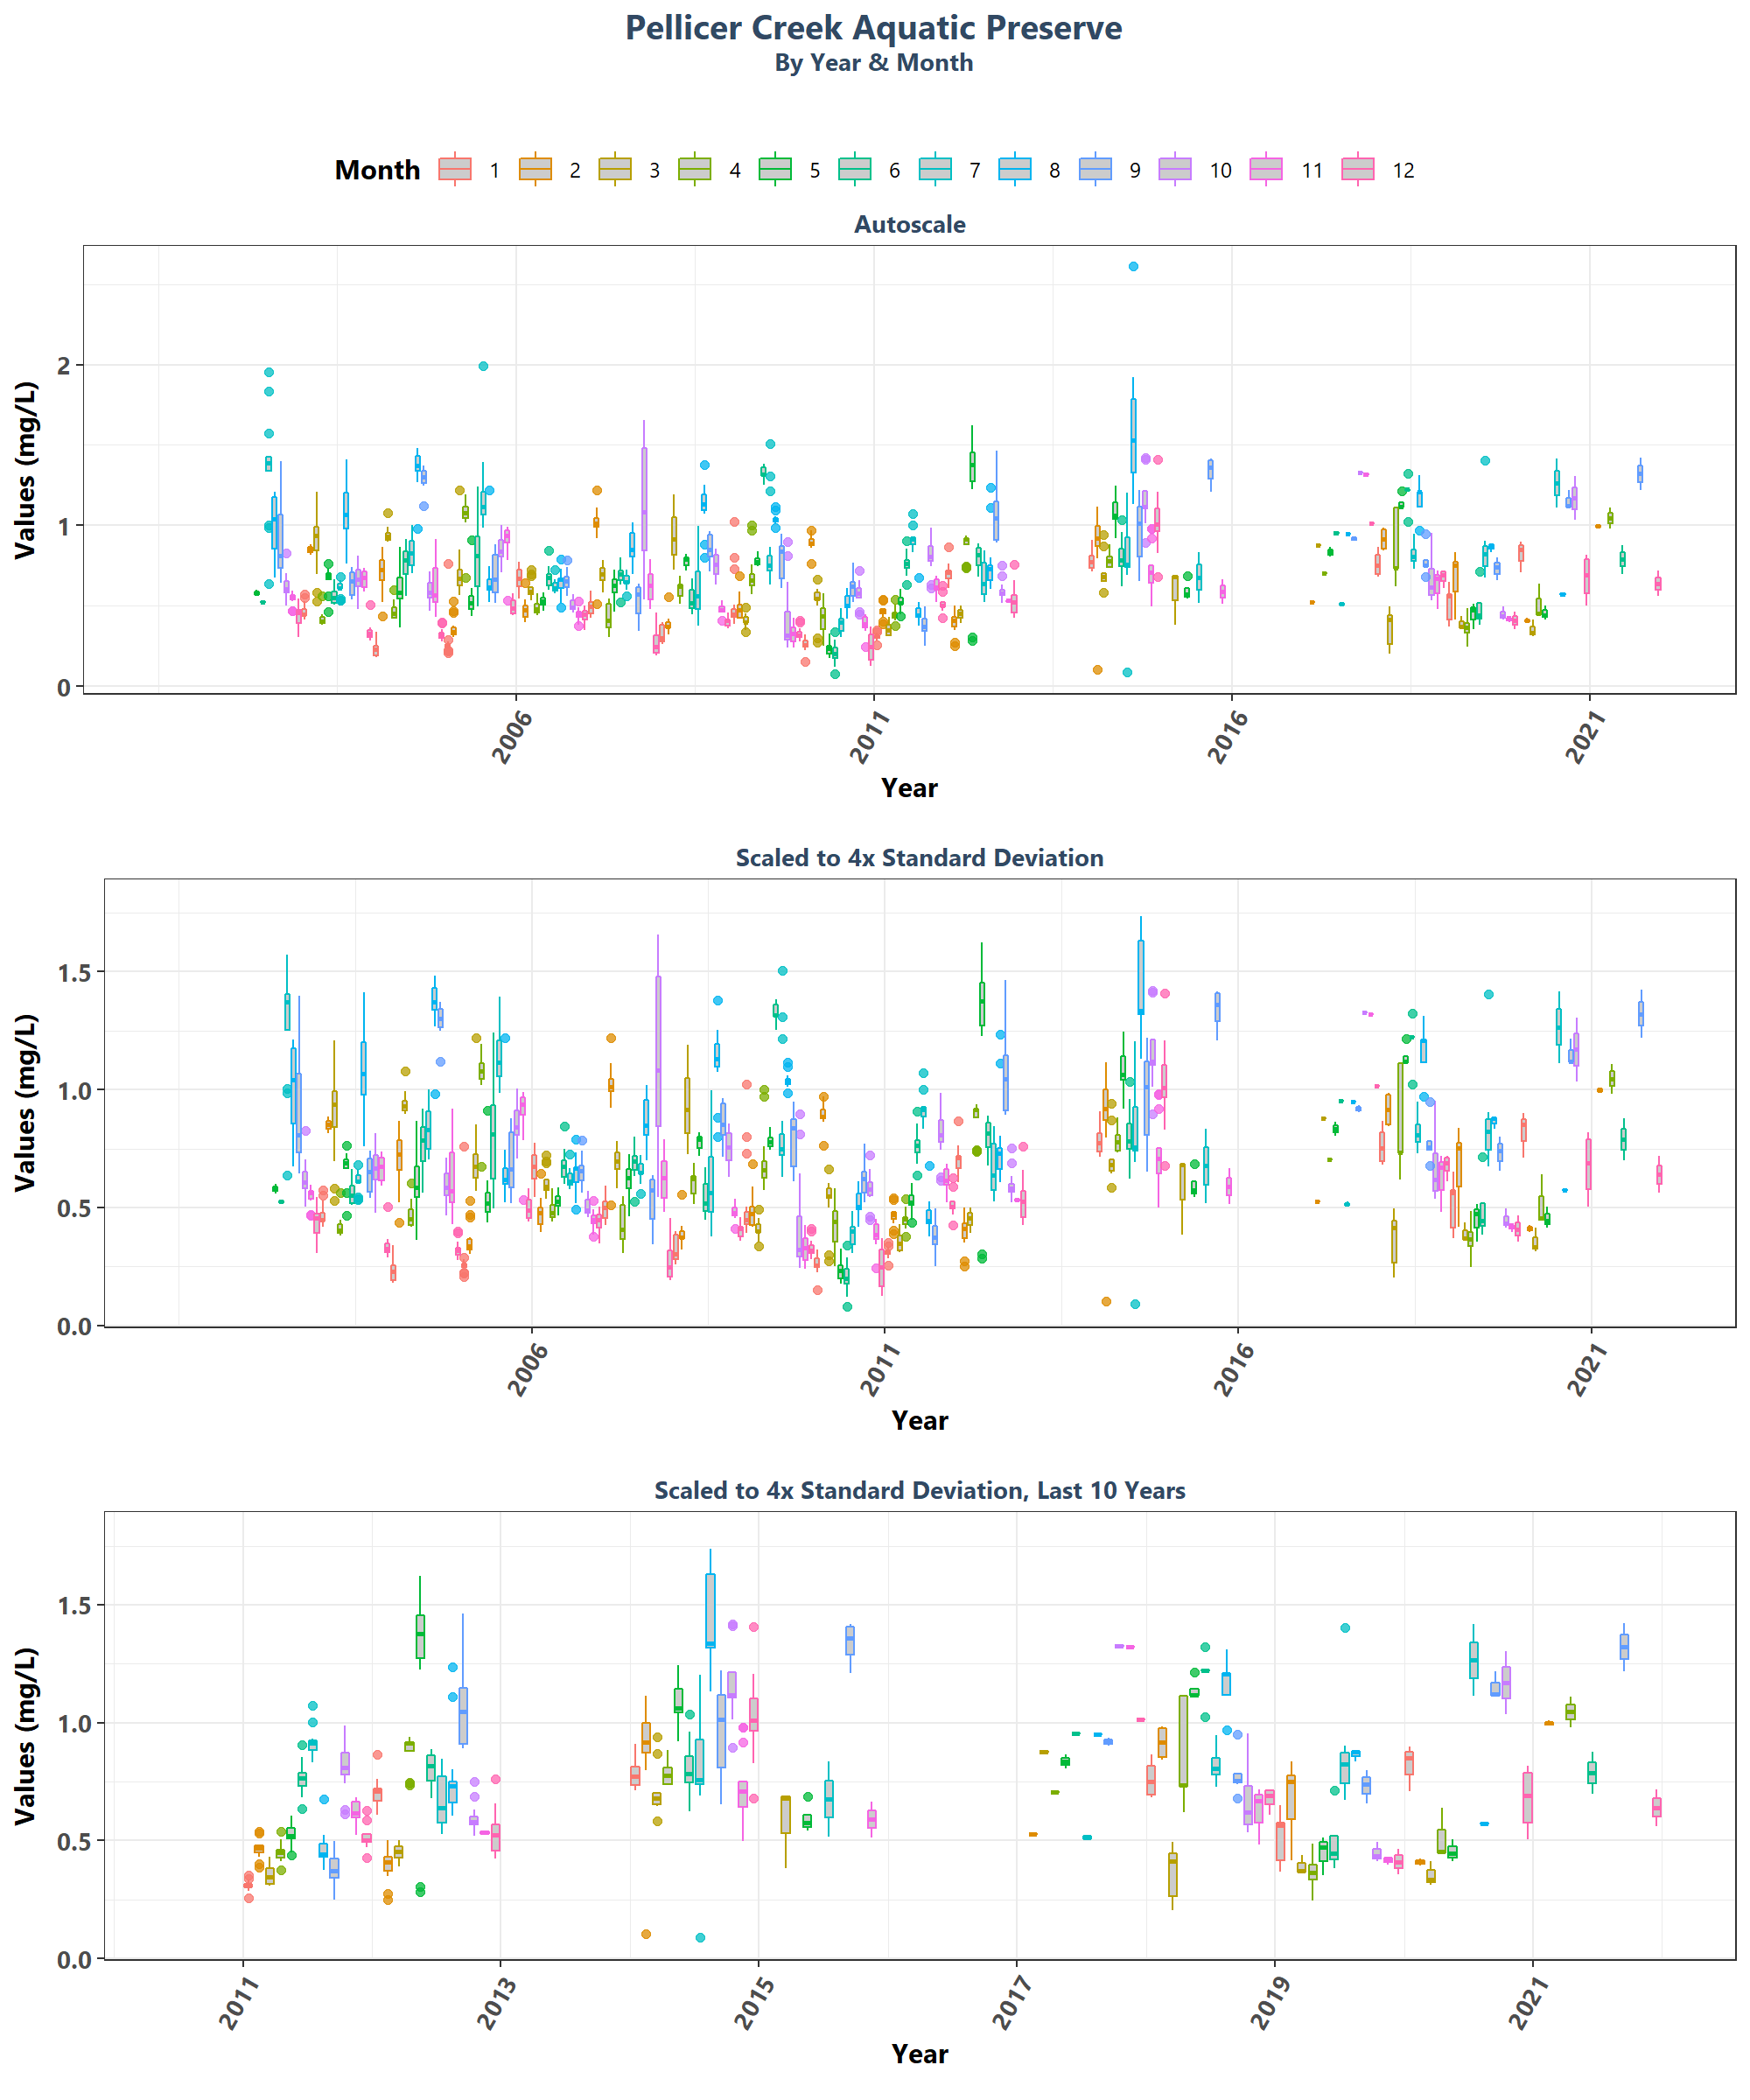 Pellicer Creek Aquatic Preserve
By Year & Month
Month 1 2 3 4 5 6 7 8 9 10 11 12
Autoscale
Values (mg/L)
2
1
0
2006 2011 2016 2021
Year
Scaled to 4x Standard Deviation
Values (mg/L)
1.5
1.0
0.5
0.0
2006 2011 2016 2021
Year
Scaled to 4x Standard Deviation, Last 10 Years
Values (mg/L)
1.5
1.0
0.5
0.0
2011 2013 2015 2017 2019 2021
Year